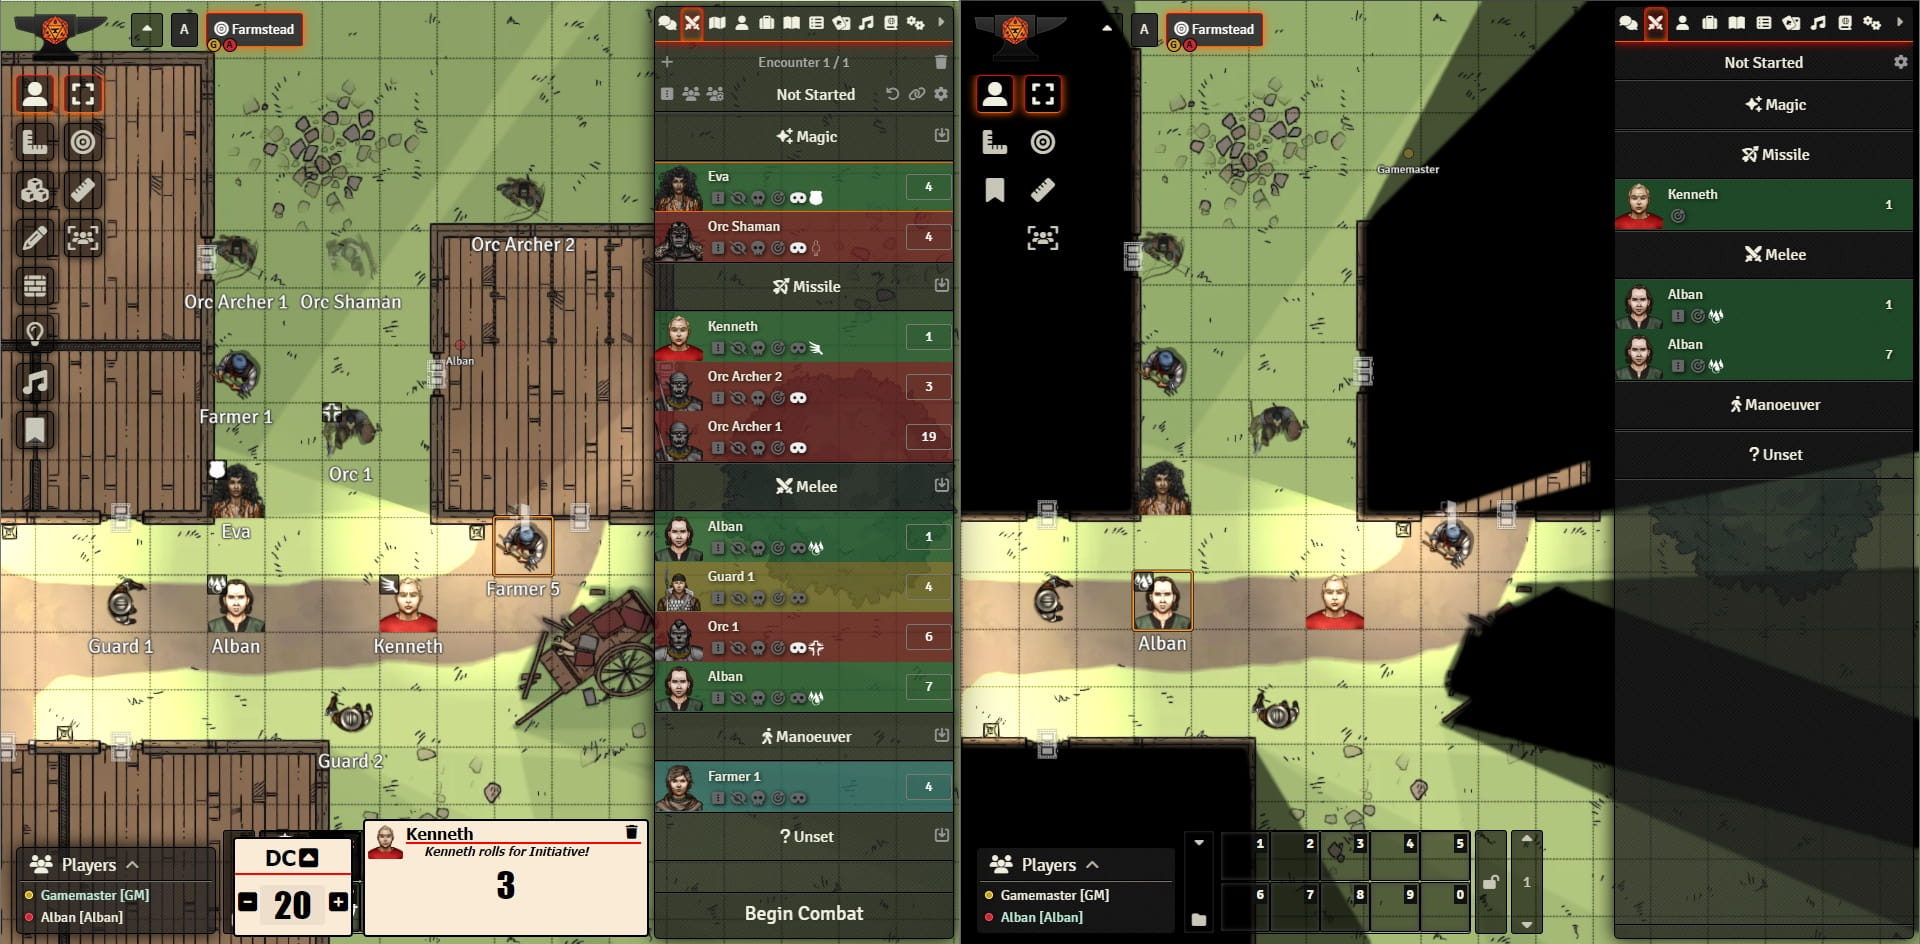 A
Farmstead
G A
Encounter 1 / 1
Not Started
Magic
Eva
4
Orc Shaman
4
Missile
Kenneth
1
Orc Archer 2
3
Orc Archer 1
19
Melee
Alban
1
Guard 1
4
Orc 1
6
Alban
7
Manoeuver
Farmer 1
4
? Unset
Begin Combat
Orc Archer 2
Orc Archer 1
Orc Shaman
Alban
Farmer 1
Orc 1
Eva
Farmer 5
Guard 1
Alban
Kenneth
Guard 2
Players
Gamemaster [GM]
Alban [Alban]
DC
20
Kenneth
Kenneth rolls for Initiative!
3
A
Farmstead
G A
Gamemaster
Alban
Players
Gamemaster [GM]
Alban [Alban]
1 2 3 4 5
6 7 8 9 0
1
Not Started
Magic
Missile
Kenneth
1
Melee
Alban
1
Alban
7
Manoeuver
? Unset